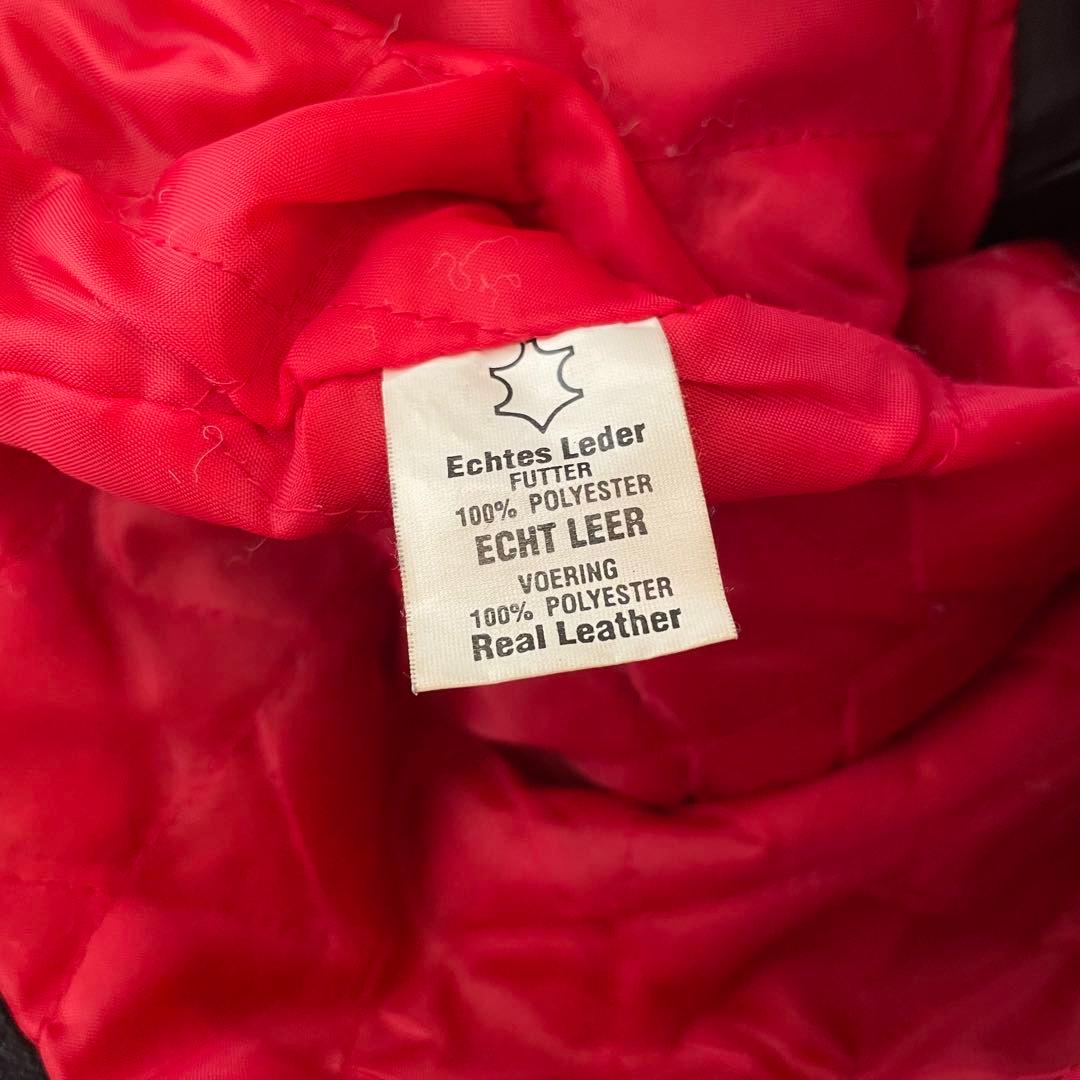 Echtes Leder
FUTTER
100% POLYESTER
ECHT LEER
VOERING
100% POLYESTER
Real Leather